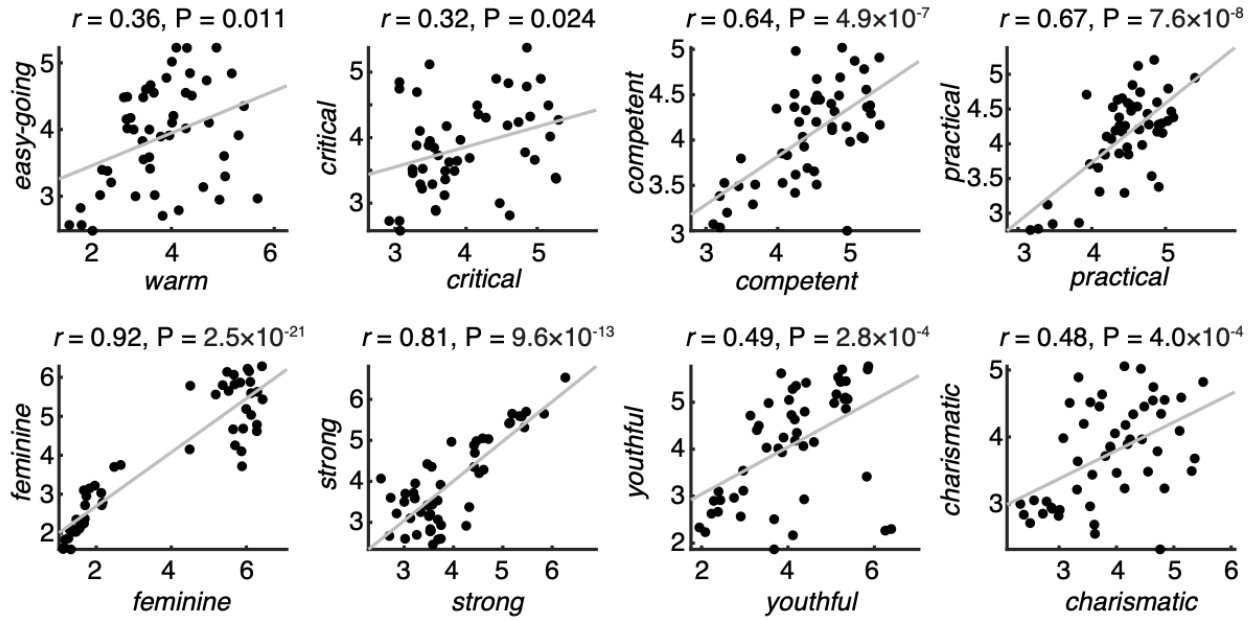 r = 0.36, P = 0.011
r = 0.32, P = 0.024
r = 0.64, P = 4.9×10⁻⁷
r = 0.67, P = 7.6×10⁻⁸
easy-going
5
4
3
2 4 6
warm
critical
5
4
3
3 4 5
critical
competent
5
4.5
4
3.5
3
3 4 5
competent
practical
5
4.5
4
3.5
3
3 4 5
practical
r = 0.92, P = 2.5×10⁻²¹
r = 0.81, P = 9.6×10⁻¹³
r = 0.49, P = 2.8×10⁻⁴
r = 0.48, P = 4.0×10⁻⁴
feminine
6
5
4
3
2
2 4 6
feminine
strong
6
5
4
3
3 4 5 6
strong
youthful
5
4
3
2
2 3 4 5 6
youthful
charismatic
5
4
3
3 4 5
charismatic